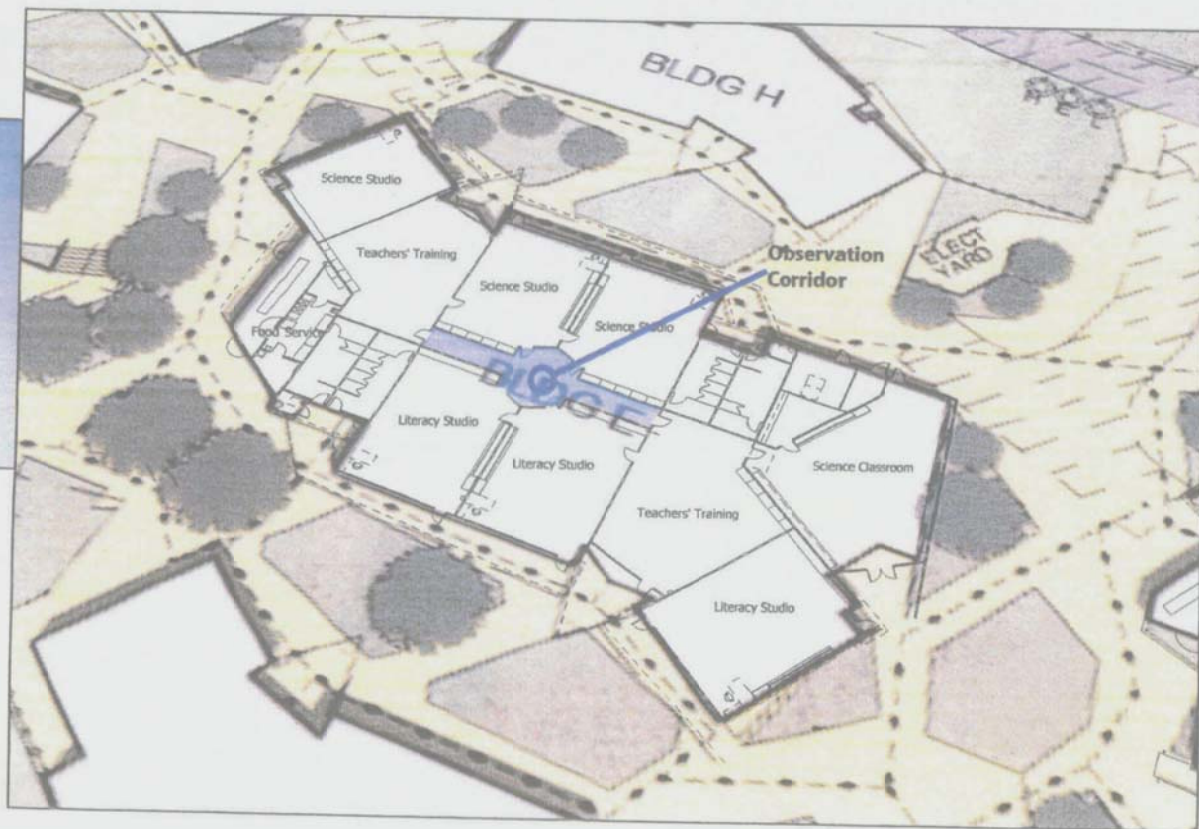 BLDG H
Science Studio
ELECT
YARD
Observation
Corridor
Teachers' Training
Science Studio
Food Service
Science Studio
BLDG E
Literacy Studio
Literacy Studio
Science Classroom
Teachers' Training
Literacy Studio